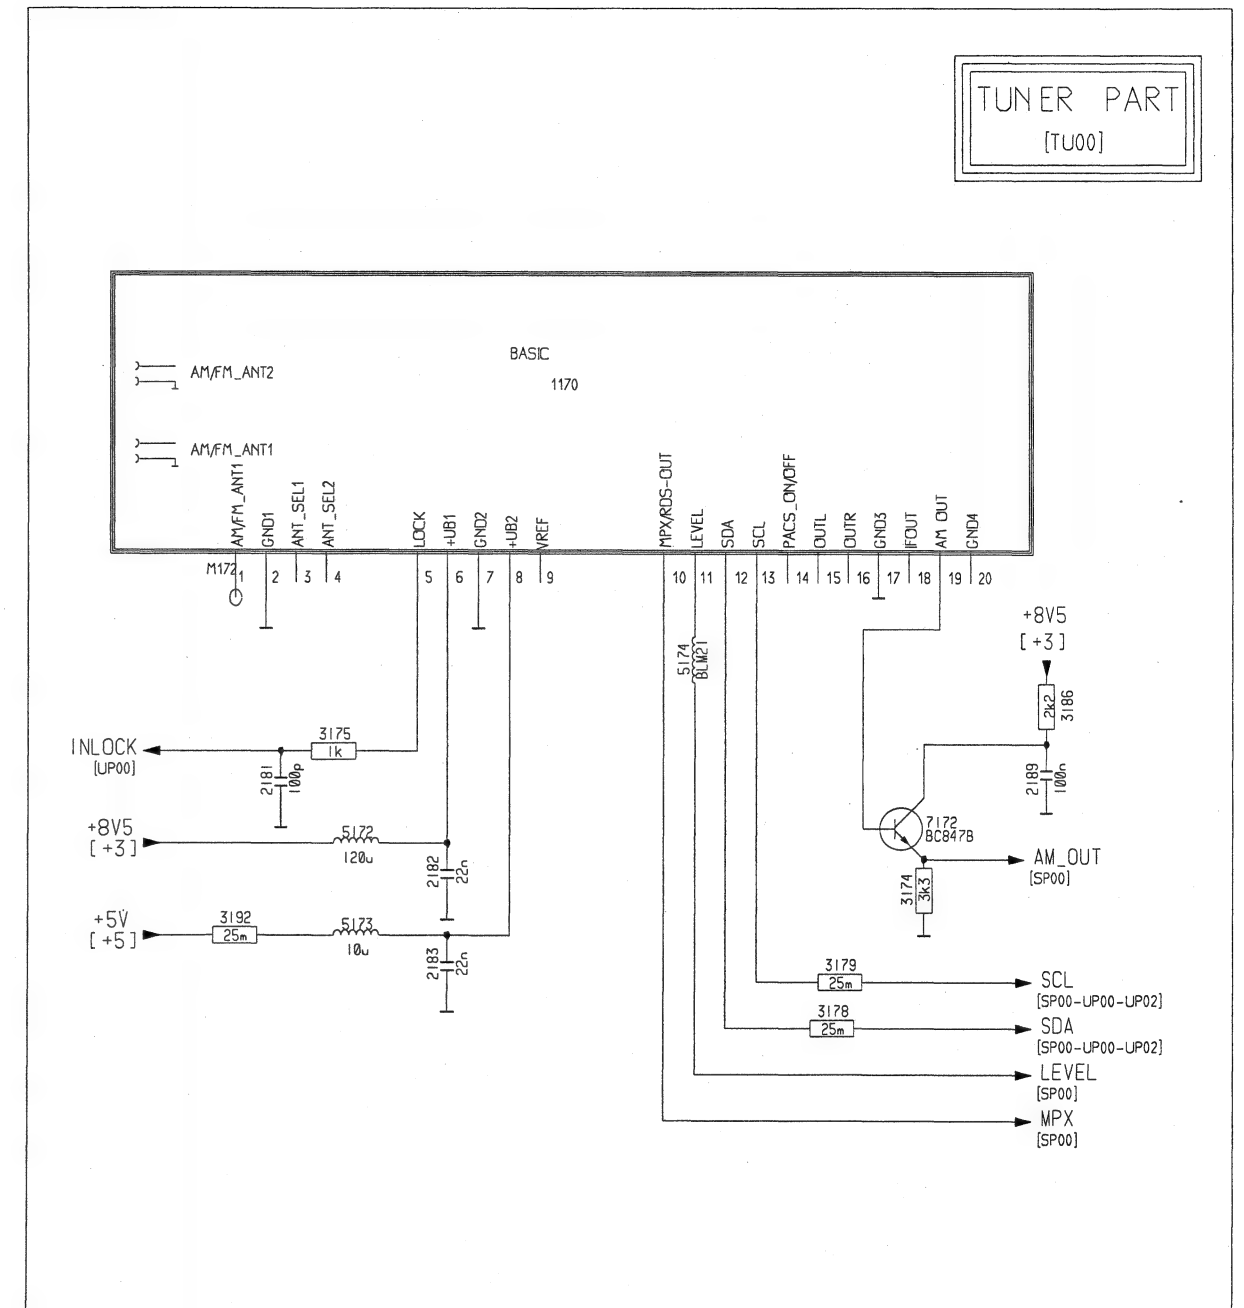 TUNER PART
[TU00]
BASIC
1170
AM/FM_ANT2
AM/FM_ANT1
AM/FM_ANT1
GND1
ANT_SEL1
ANT_SEL2
LOCK
+UB1
GND2
+UB2
VREF
MPX/RDS-OUT
LEVEL
SDA
SCL
PACS_ON/OFF
OUTL
OUTR
GND3
IFOUT
AM OUT
GND4
M172
1 2 3 4 5 6 7 8 9 10 11 12 13 14 15 16 17 18 19 20
+8V5
[+3]
5174
BLM21
2k2
3186
3175
1k
INLOCK
[UP00]
2181
100p
2189
100n
+8V5
[+3]
5172
120u
7172
BC847B
2182
22n
AM_OUT
[SP00]
3174
3k3
+5V
[+5]
3192
25m
5173
10u
2183
22n
3179
25m
SCL
[SP00-UP00-UP02]
3178
25m
SDA
[SP00-UP00-UP02]
LEVEL
[SP00]
MPX
[SP00]